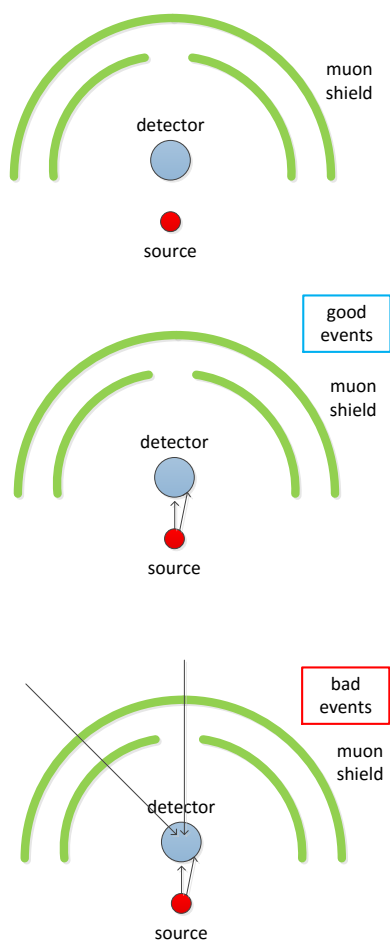 muon
shield
detector
source
good
events
muon
shield
detector
source
bad
events
muon
shield
detector
source